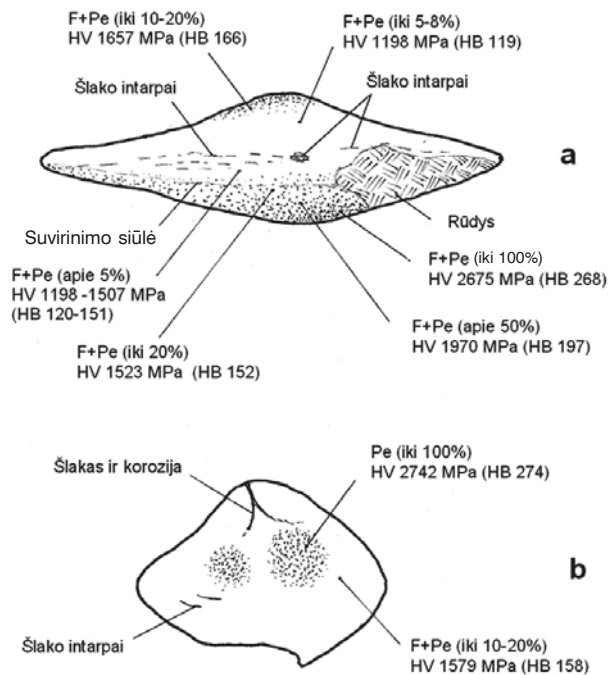 F+Pe (iki 10-20%)
HV 1657 MPa (HB 166)
F+Pe (iki 5-8%)
HV 1198 MPa (HB 119)
Šlako intarpai
Šlako intarpai
a
Rūdys
Suvirinimo siūlė
F+Pe (iki 100%)
HV 2675 MPa (HB 268)
F+Pe (apie 5%)
HV 1198 -1507 MPa
(HB 120-151)
F+Pe (apie 50%)
HV 1970 MPa (HB 197)
F+Pe (iki 20%)
HV 1523 MPa (HB 152)
Šlakas ir korozija
Pe (iki 100%)
HV 2742 MPa (HB 274)
b
Šlako intarpai
F+Pe (iki 10-20%)
HV 1579 MPa (HB 158)